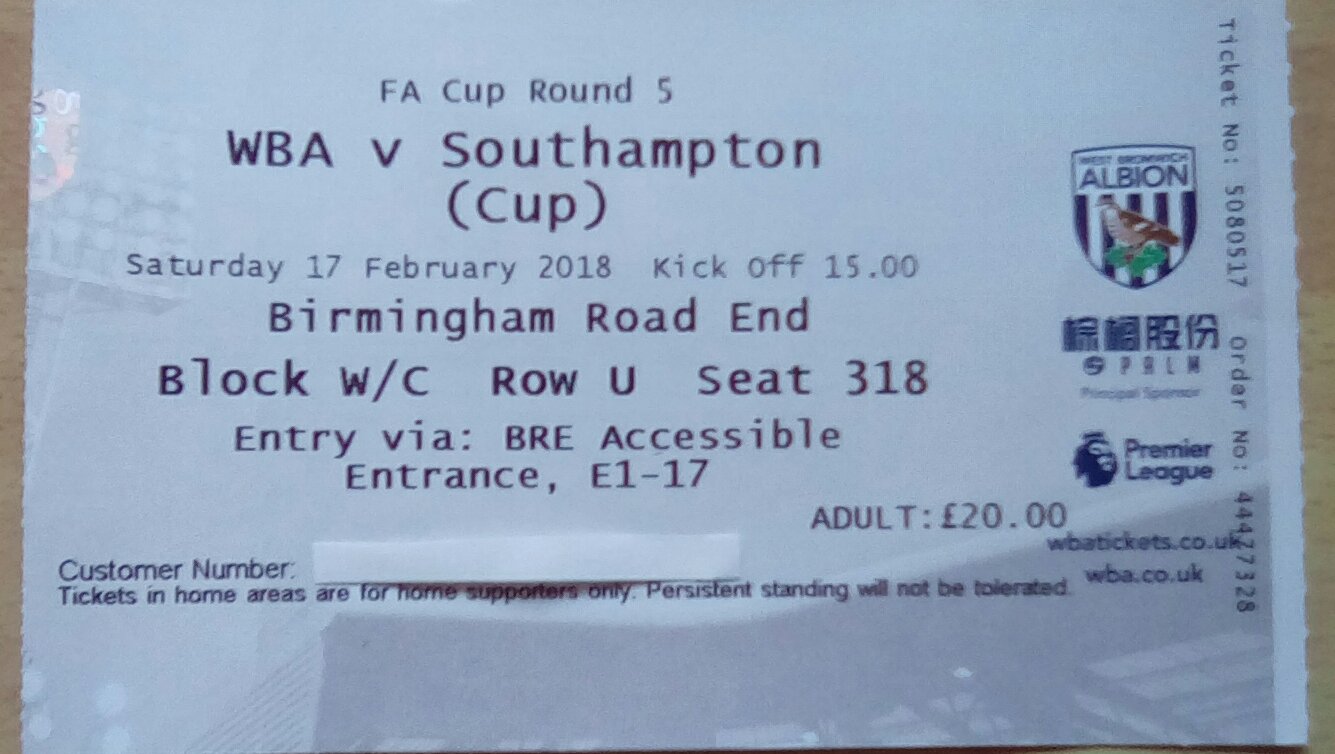 FA Cup Round 5
WBA v Southampton
(Cup)
Saturday 17 February 2018 Kick Off 15.00
Birmingham Road End
Block W/C Row U Seat 318
Entry via: BRE Accessible
Entrance, E1-17
ADULT:£20.00
Customer Number:
Tickets in home areas are for home supporters only. Persistent standing will not be tolerated.
WEST BROMWICH
ALBION
棕榈股份
PALM
Principal Sponsor
Premier
League
wbatickets.co.uk
wba.co.uk
Ticket No: 5080517 Order No: 44477328